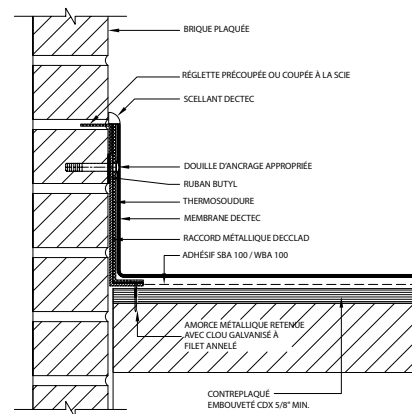 BRIQUE PLAQUÉE
RÉGLETTE PRÉCOUPÉE OU COUPÉE À LA SCIE
SCELLANT DECTEC
DOUILLE D'ANCRAGE APPROPRIÉE
RUBAN BUTYL
THERMOSOUDURE
MEMBRANE DECTEC
RACCORD MÉTALLIQUE DECCLAD
ADHÉSIF SBA 100 / WBA 100
AMORCE MÉTALLIQUE RETENUE
AVEC CLOU GALVANISÉ À
FILET ANNELÉ
CONTREPLAQUÉ
EMBOUVETÉ CDX 5/8" MIN.